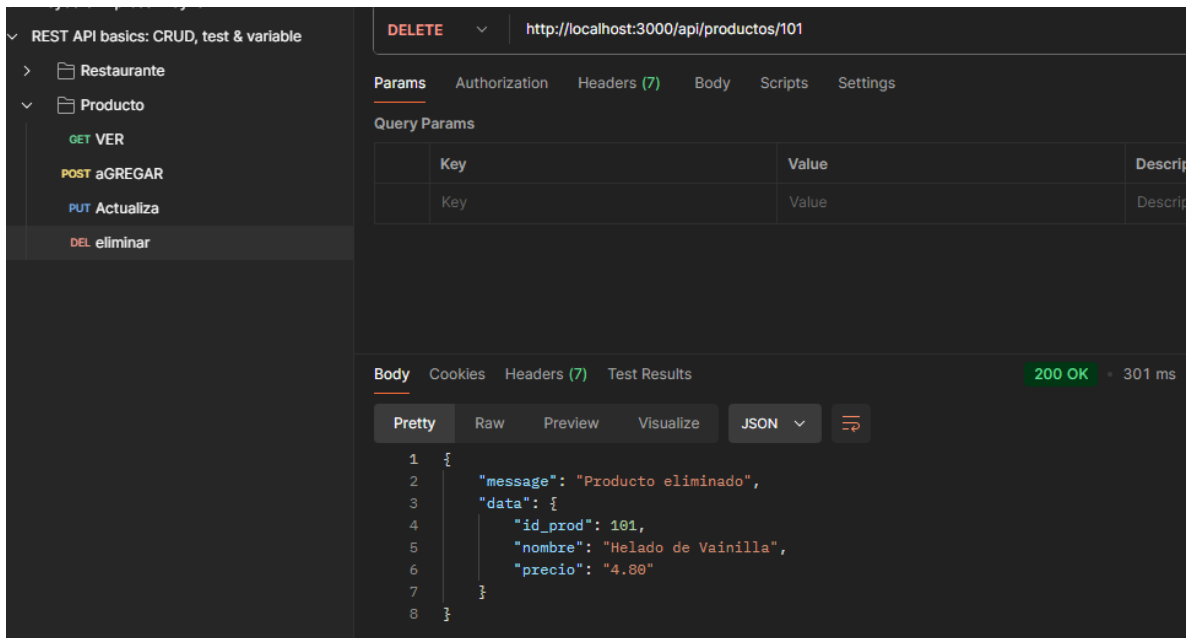 REST API basics: CRUD, test & variable
Restaurante
Producto
GET VER
POST aGREGAR
PUT Actualiza
DEL eliminar
DELETE http://localhost:3000/api/productos/101
Params Authorization Headers (7) Body Scripts Settings
Query Params
Key Value Descrip
Key Value Descrip
Body Cookies Headers (7) Test Results 200 OK • 301 ms
Pretty Raw Preview Visualize JSON
1 {
2 "message": "Producto eliminado",
3 "data": {
4 "id_prod": 101,
5 "nombre": "Helado de Vainilla",
6 "precio": "4.80"
7 }
8 }